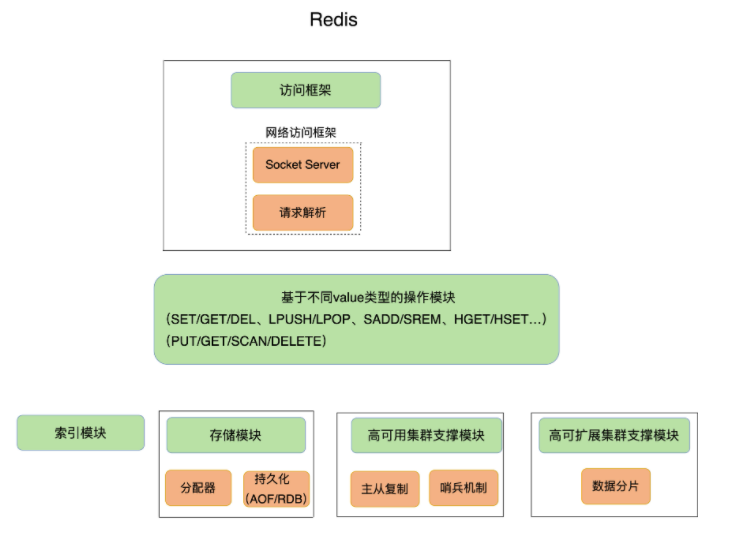 Redis
访问框架
网络访问框架
Socket Server
请求解析
基于不同value类型的操作模块
（SET/GET/DEL、LPUSH/LPOP、SADD/SREM、HGET/HSET...）
（PUT/GET/SCAN/DELETE）
索引模块
存储模块
分配器
持久化
（AOF/RDB）
高可用集群支撑模块
主从复制
哨兵机制
高可扩展集群支撑模块
数据分片